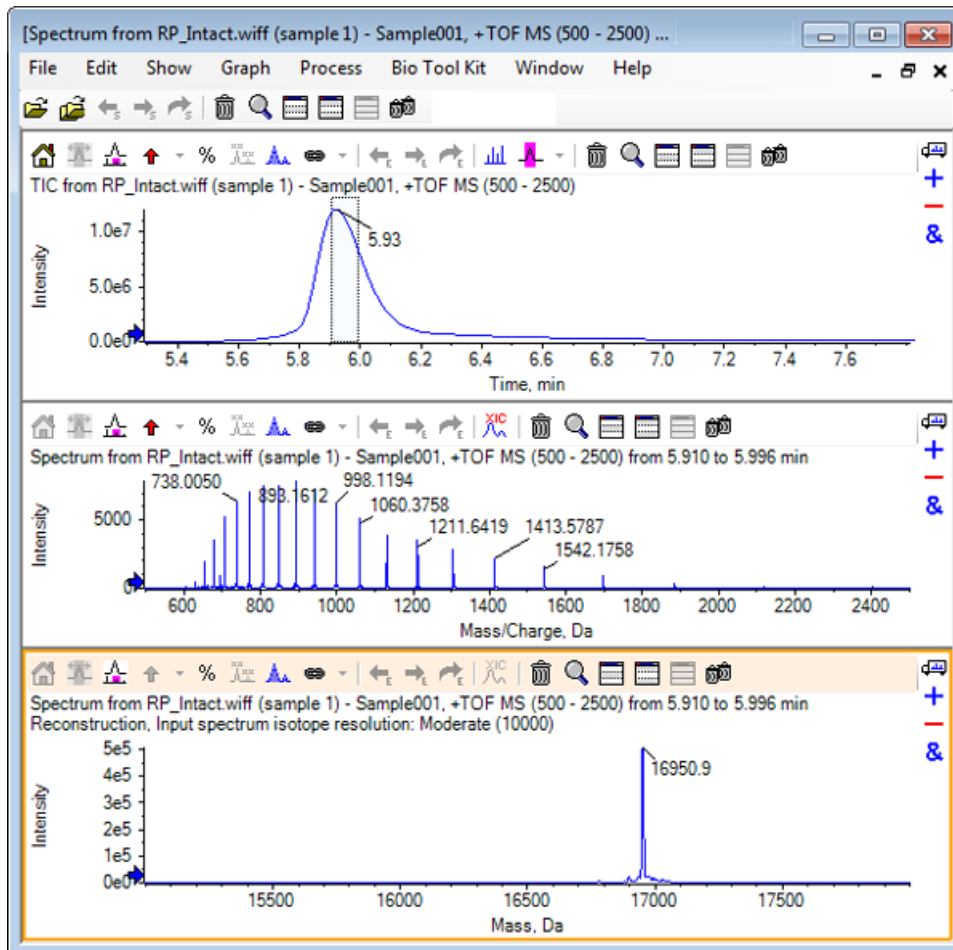 [Spectrum from RP_Intact.wiff (sample 1) - Sample001, +TOF MS (500 - 2500) ...
File Edit Show Graph Process Bio Tool Kit Window Help
TIC from RP_Intact.wiff (sample 1) - Sample001, +TOF MS (500 - 2500)
1.0e7
5.0e6
0.0e0
Intensity
5.93
5.4 5.6 5.8 6.0 6.2 6.4 6.6 6.8 7.0 7.2 7.4 7.6
Time, min
XIC
Spectrum from RP_Intact.wiff (sample 1) - Sample001, +TOF MS (500 - 2500) from 5.910 to 5.996 min
738.0050
893.1612
998.1194
1060.3758
1211.6419
1413.5787
1542.1758
5000
0
Intensity
600 800 1000 1200 1400 1600 1800 2000 2200 2400
Mass/Charge, Da
XIC
Spectrum from RP_Intact.wiff (sample 1) - Sample001, +TOF MS (500 - 2500) from 5.910 to 5.996 min
Reconstruction, Input spectrum isotope resolution: Moderate (10000)
5e5
4e5
3e5
2e5
1e5
0e0
Intensity
16950.9
15500 16000 16500 17000 17500
Mass, Da